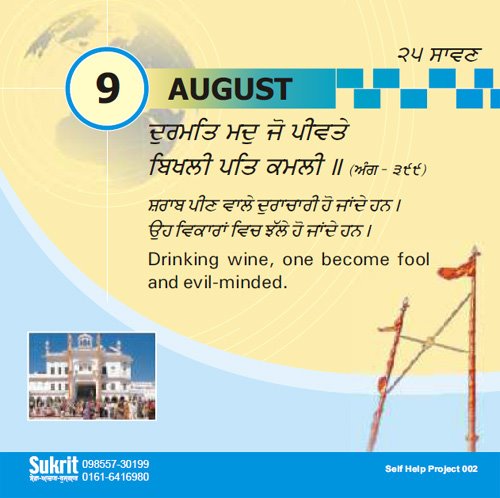 ੨੫ ਸਾਵਣ
9 AUGUST
ਦੁਰਮਤਿ ਮਦੁ ਜੋ ਪੀਵਤੇ
ਬਿਖਲੀ ਪਤਿ ਕਮਲੀ ॥ (ਅੰਗ - ੩੯੯)
ਸ਼ਰਾਬ ਪੀਣ ਵਾਲੇ ਦੁਰਾਚਾਰੀ ਹੋ ਜਾਂਦੇ ਹਨ ।
ਉਹ ਵਿਕਾਰਾਂ ਵਿਚ ਝੱਲੇ ਹੋ ਜਾਂਦੇ ਹਨ ।
Drinking wine, one become fool
and evil-minded.
Sukrit 098557-30199
0161-6416980
Self Help Project 002